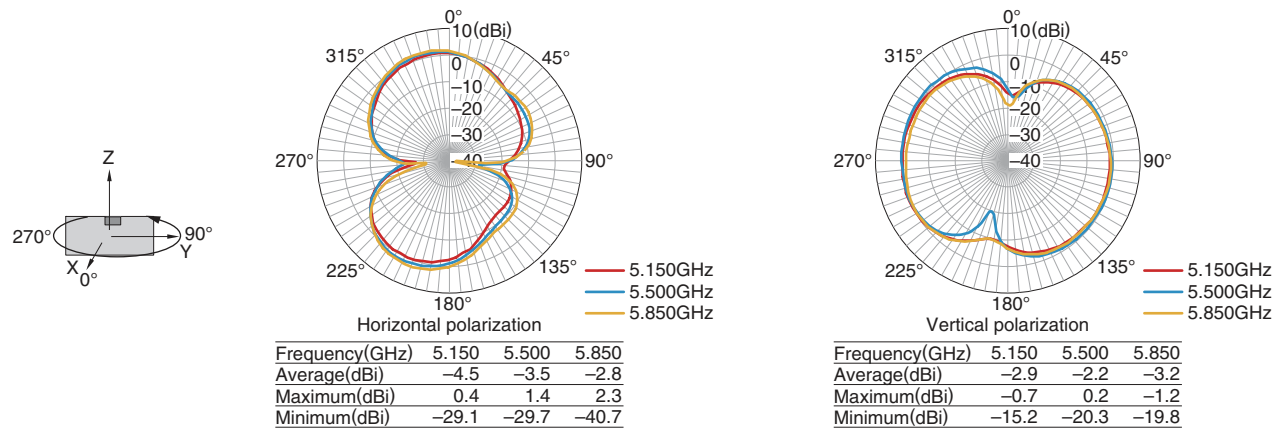 Z
270°
90°
Y
X
0°
0°
10(dBi)
315°
45°
0
–10
–20
–30
–40
270°
90°
225°
135°
180°
5.150GHz
5.500GHz
5.850GHz
Horizontal polarization
Frequency(GHz) 5.150 5.500 5.850
Average(dBi) –4.5 –3.5 –2.8
Maximum(dBi) 0.4 1.4 2.3
Minimum(dBi) –29.1 –29.7 –40.7
0°
10(dBi)
315°
45°
0
–10
–20
–30
–40
270°
90°
225°
135°
180°
5.150GHz
5.500GHz
5.850GHz
Vertical polarization
Frequency(GHz) 5.150 5.500 5.850
Average(dBi) –2.9 –2.2 –3.2
Maximum(dBi) –0.7 0.2 –1.2
Minimum(dBi) –15.2 –20.3 –19.8